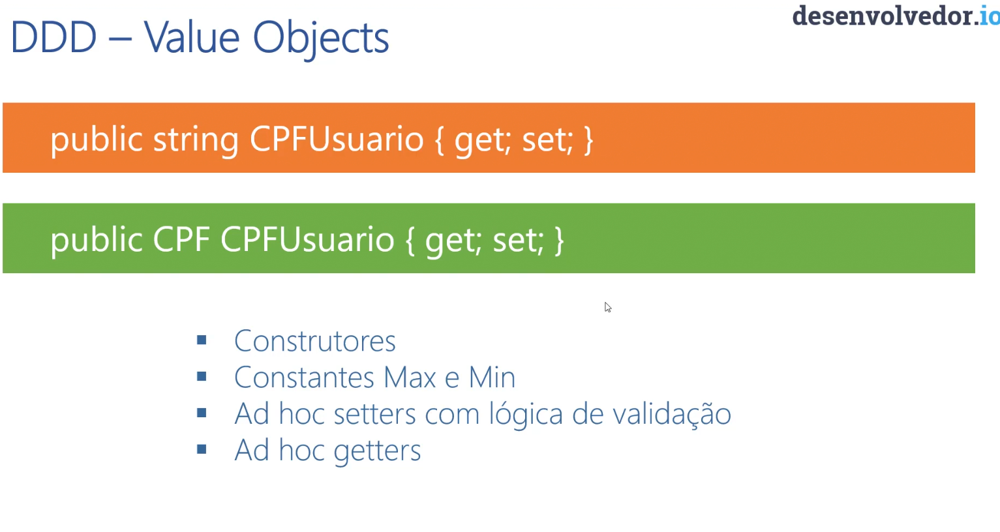 desenvolvedor.io
DDD – Value Objects
public string CPFUsuario { get; set; }
public CPF CPFUsuario { get; set; }
▪ Construtores
▪ Constantes Max e Min
▪ Ad hoc setters com lógica de validação
▪ Ad hoc getters